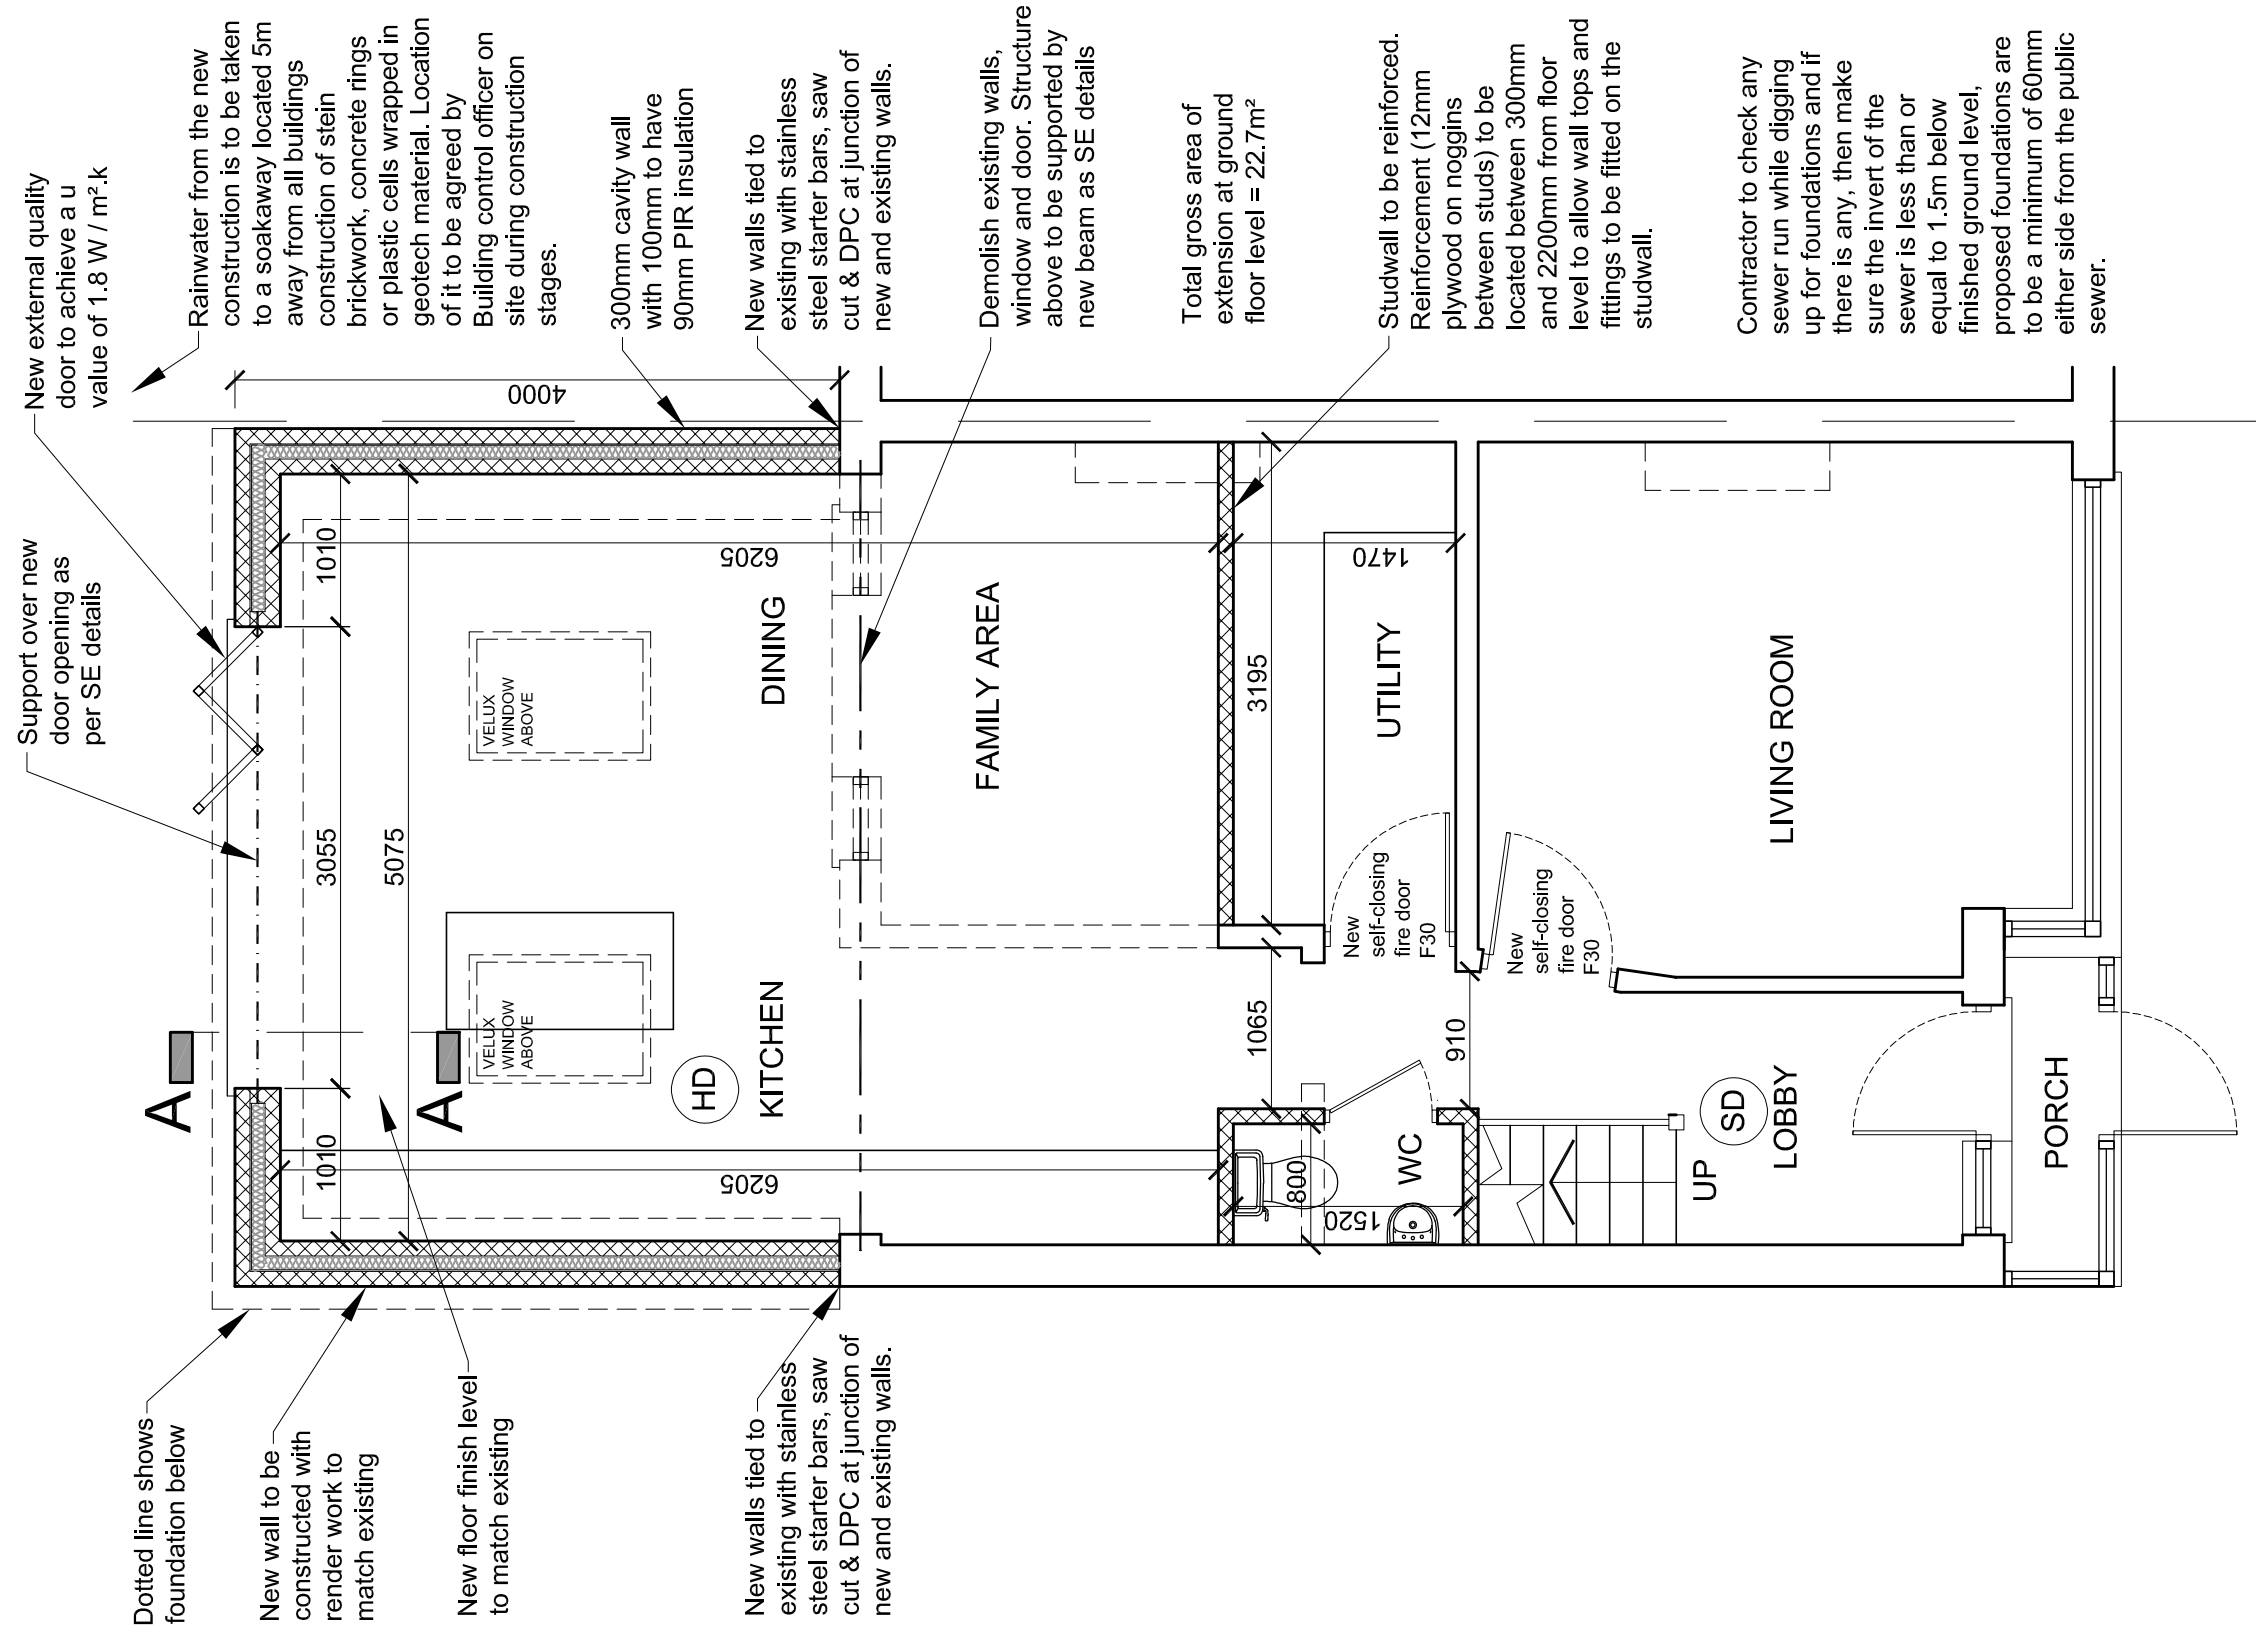 Support over new
door opening as
per SE details
New external quality
door to achieve a u
value of 1.8 W / m².k
Rainwater from the new
construction is to be taken
to a soakaway located 5m
away from all buildings
construction of stein
brickwork, concrete rings
or plastic cells wrapped in
geotech material. Location
of it to be agreed by
Building control officer on
site during construction
stages.
300mm cavity wall
with 100mm to have
90mm PIR insulation
New walls tied to
existing with stainless
steel starter bars, saw
cut & DPC at junction of
new and existing walls.
Demolish existing walls,
window and door. Structure
above to be supported by
new beam as SE details
Total gross area of
extension at ground
floor level = 22.7m²
Studwall to be reinforced.
Reinforcement (12mm
plywood on noggins
between studs) to be
located between 300mm
and 2200mm from floor
level to allow wall tops and
fittings to be fitted on the
studwall.
Contractor to check any
sewer run while digging
up for foundations and if
there is any, then make
sure the invert of the
sewer is less than or
equal to 1.5m below
finished ground level,
proposed foundations are
to be a minimum of 60mm
either side from the public
sewer.
Dotted line shows
foundation below
New wall to be
constructed with
render work to
match existing
New floor finish level
to match existing
New walls tied to
existing with stainless
steel starter bars, saw
cut & DPC at junction of
new and existing walls.
A
A
4000
1010
3055
1010
5075
6205
6205
VELUX
WINDOW
ABOVE
VELUX
WINDOW
ABOVE
HD
KITCHEN
DINING
FAMILY AREA
3195
1065
1470
UTILITY
New
self-closing
fire door
F30
800
1520
WC
910
New
self-closing
fire door
F30
LIVING ROOM
UP
SD
LOBBY
PORCH